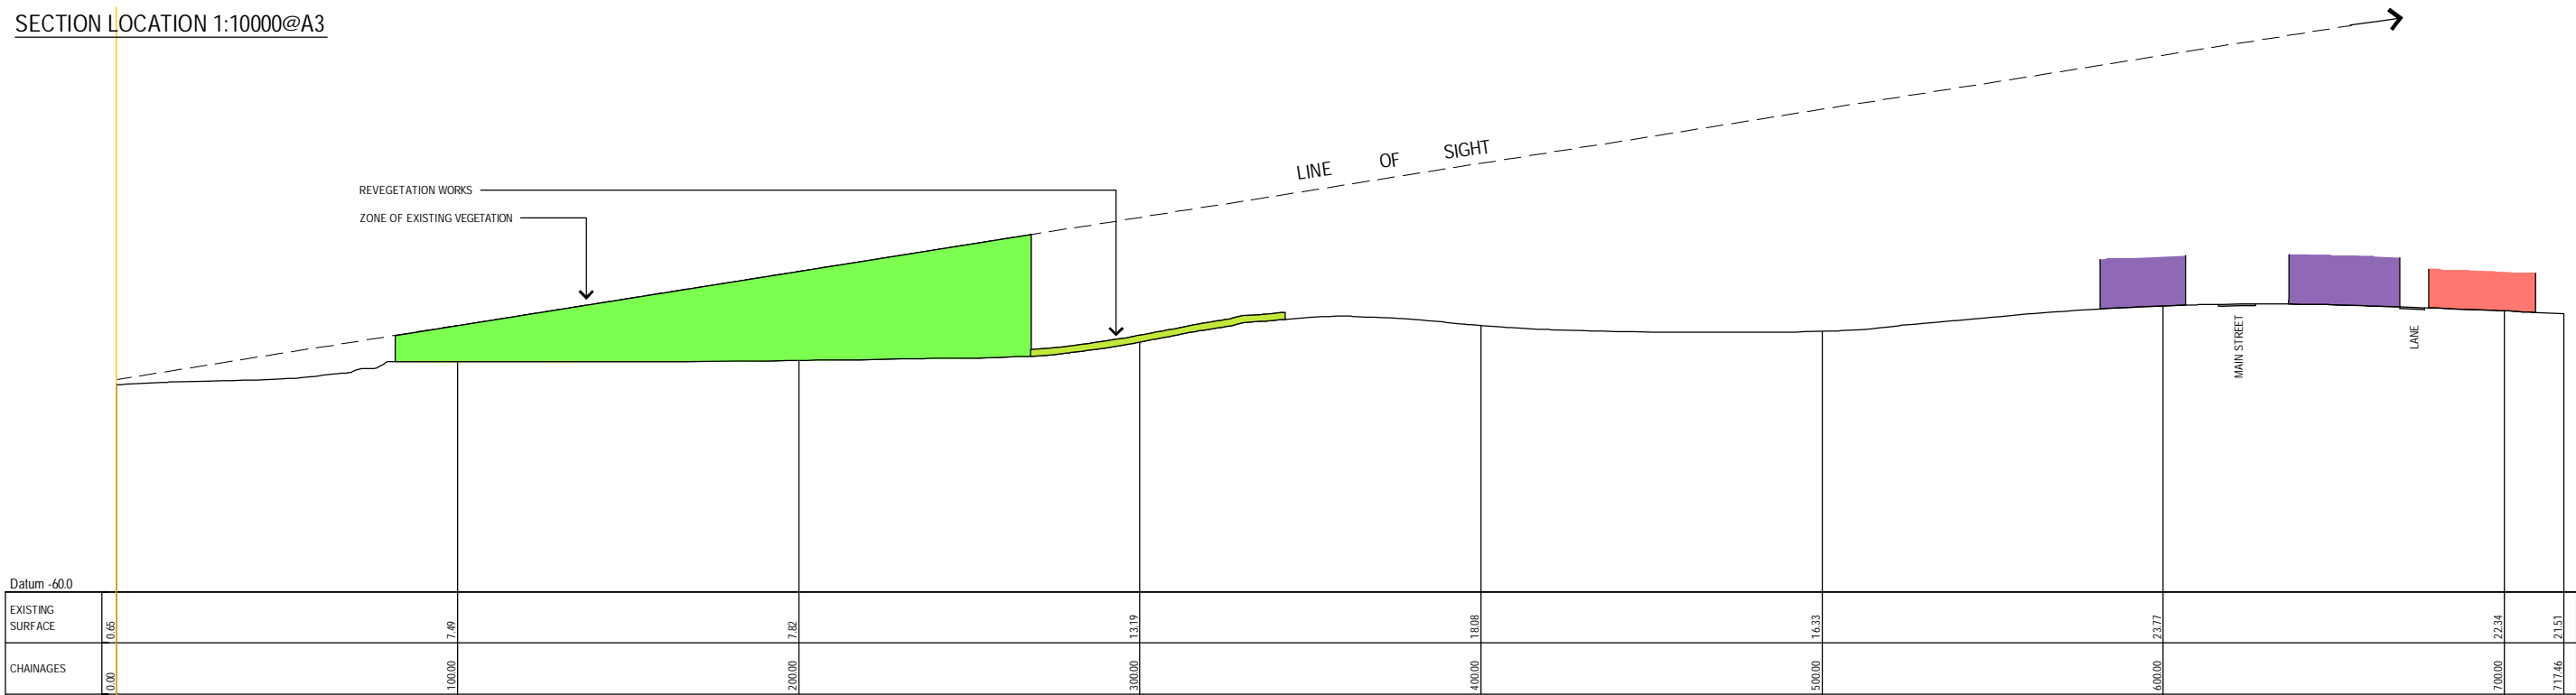 SECTION LOCATION 1:10000@A3
LINE OF SIGHT
REVEGETATION WORKS
ZONE OF EXISTING VEGETATION
MAIN STREET
LANE
Datum -60.0
EXISTING
SURFACE
0.65
7.49
7.82
13.19
18.08
16.33
23.77
22.34
21.51
CHAINAGES
0.00
100.00
200.00
300.00
400.00
500.00
600.00
700.00
717.46